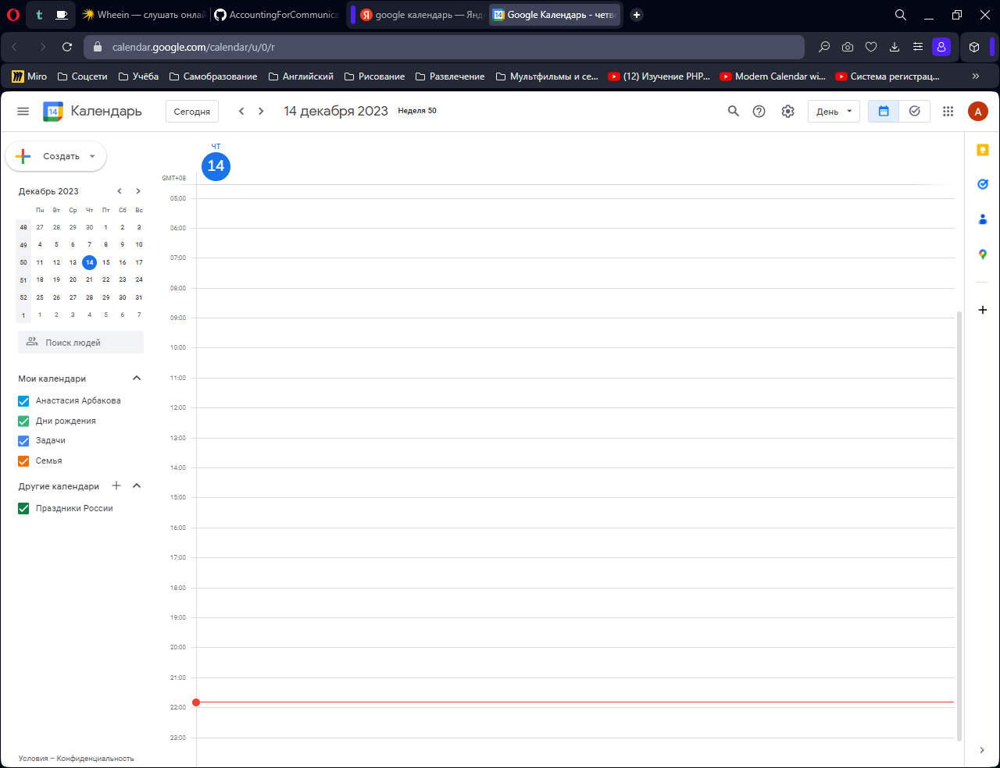 t Wheein — слушать онлай AccountingForCommunica Я google календарь — Янд 14 Google Календарь - четве
calendar.google.com/calendar/u/0/r
Miro Соцсети Учёба Самобразование Английский Рисование Развлечение Мультфильмы и се... (12) Изучение PHP... Modern Calendar wi... Система регистрац... »
14 Календарь Сегодня 14 декабря 2023 Неделя 50 День А
Создать
ЧТ
14
GMT+08
Декабрь 2023
Пн Вт Ср Чт Пт Сб Вс
48 27 28 29 30 1 2 3
49 4 5 6 7 8 9 10
50 11 12 13 14 15 16 17
51 18 19 20 21 22 23 24
52 25 26 27 28 29 30 31
1 1 2 3 4 5 6 7
Поиск людей
Мои календари
Анастасия Арбакова
Дни рождения
Задачи
Семья
Другие календари
Праздники России
Условия – Конфиденциальность
05:00
06:00
07:00
08:00
09:00
10:00
11:00
12:00
13:00
14:00
15:00
16:00
17:00
18:00
19:00
20:00
21:00
22:00
23:00